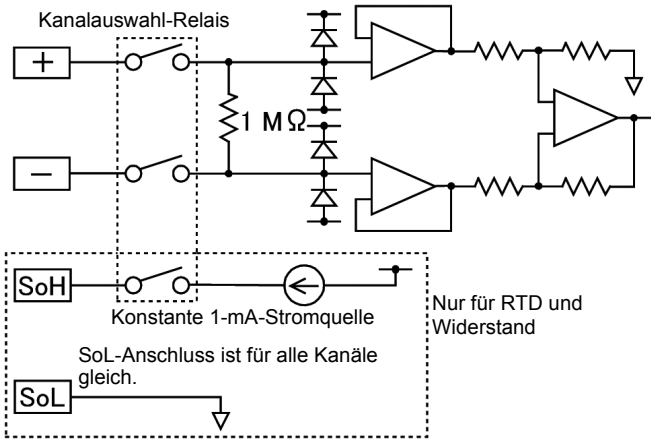 Kanalauswahl-Relais
+
1 MΩ
−
SoH
Konstante 1-mA-Stromquelle
Nur für RTD und
Widerstand
SoL-Anschluss ist für alle Kanäle
gleich.
SoL